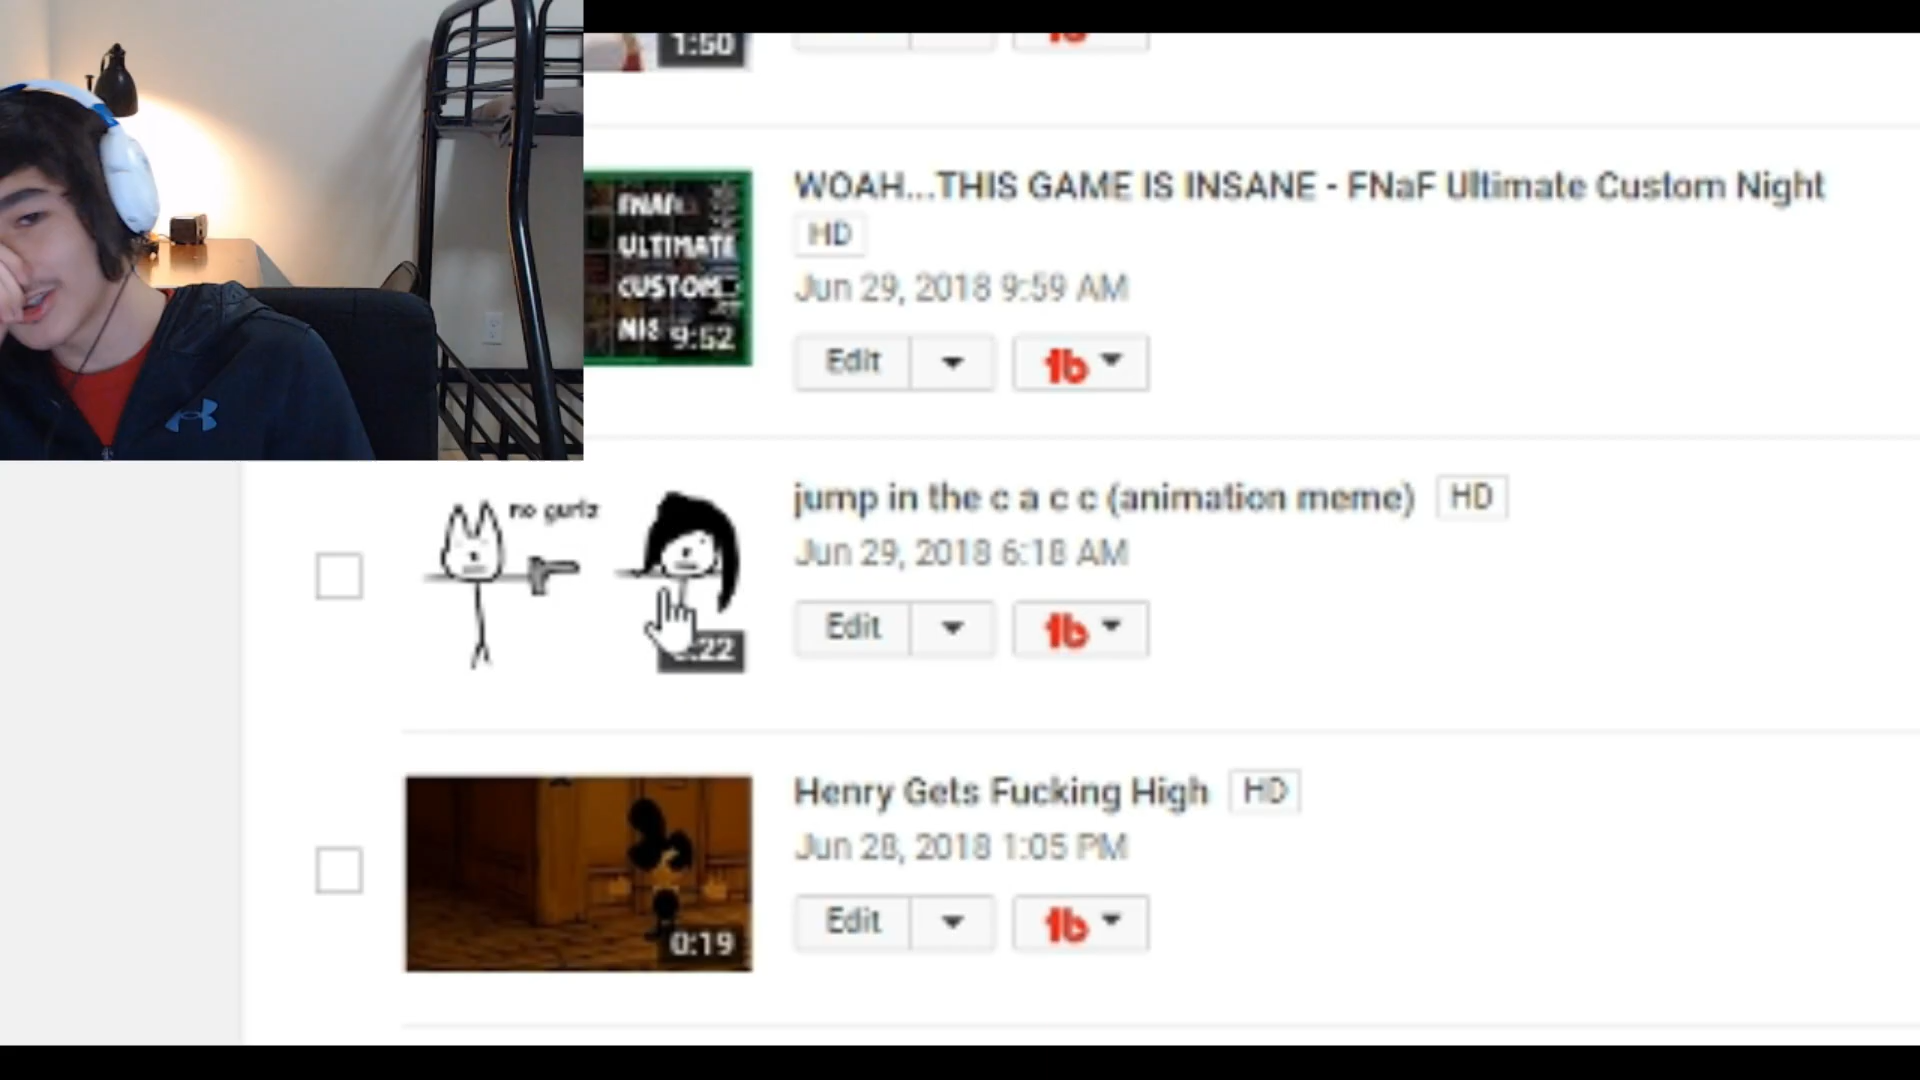 1:50
WOAH...THIS GAME IS INSANE - FNaF Ultimate Custom Night
HD
FNAF
ULTIMATE
CUSTOM
9:52
Jun 29, 2018 9:59 AM
Edit
tb
jump in the c a c c (animation meme) HD
no gurlz
Jun 29, 2018 6:18 AM
:22
Edit
tb
Henry Gets Fucking High HD
Jun 28, 2018 1:05 PM
0:19
Edit
tb